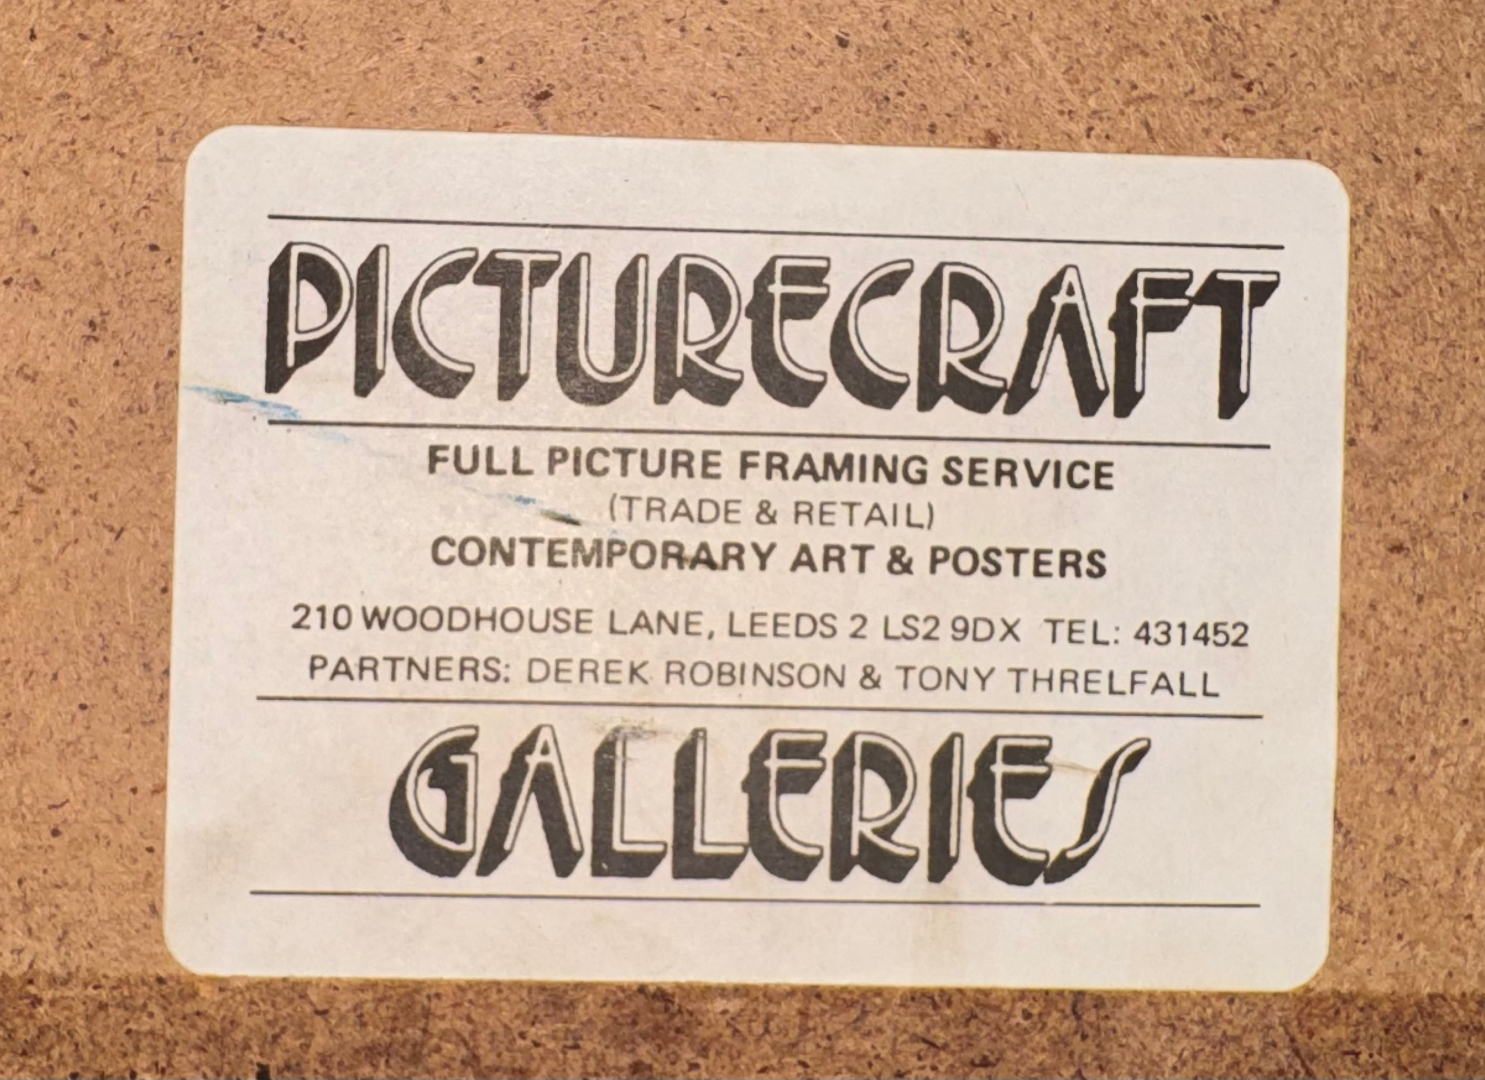 PICTURECRAFT
FULL PICTURE FRAMING SERVICE
(TRADE & RETAIL)
CONTEMPORARY ART & POSTERS
210 WOODHOUSE LANE, LEEDS 2 LS2 9DX TEL: 431452
PARTNERS: DEREK ROBINSON & TONY THRELFALL
GALLERIES